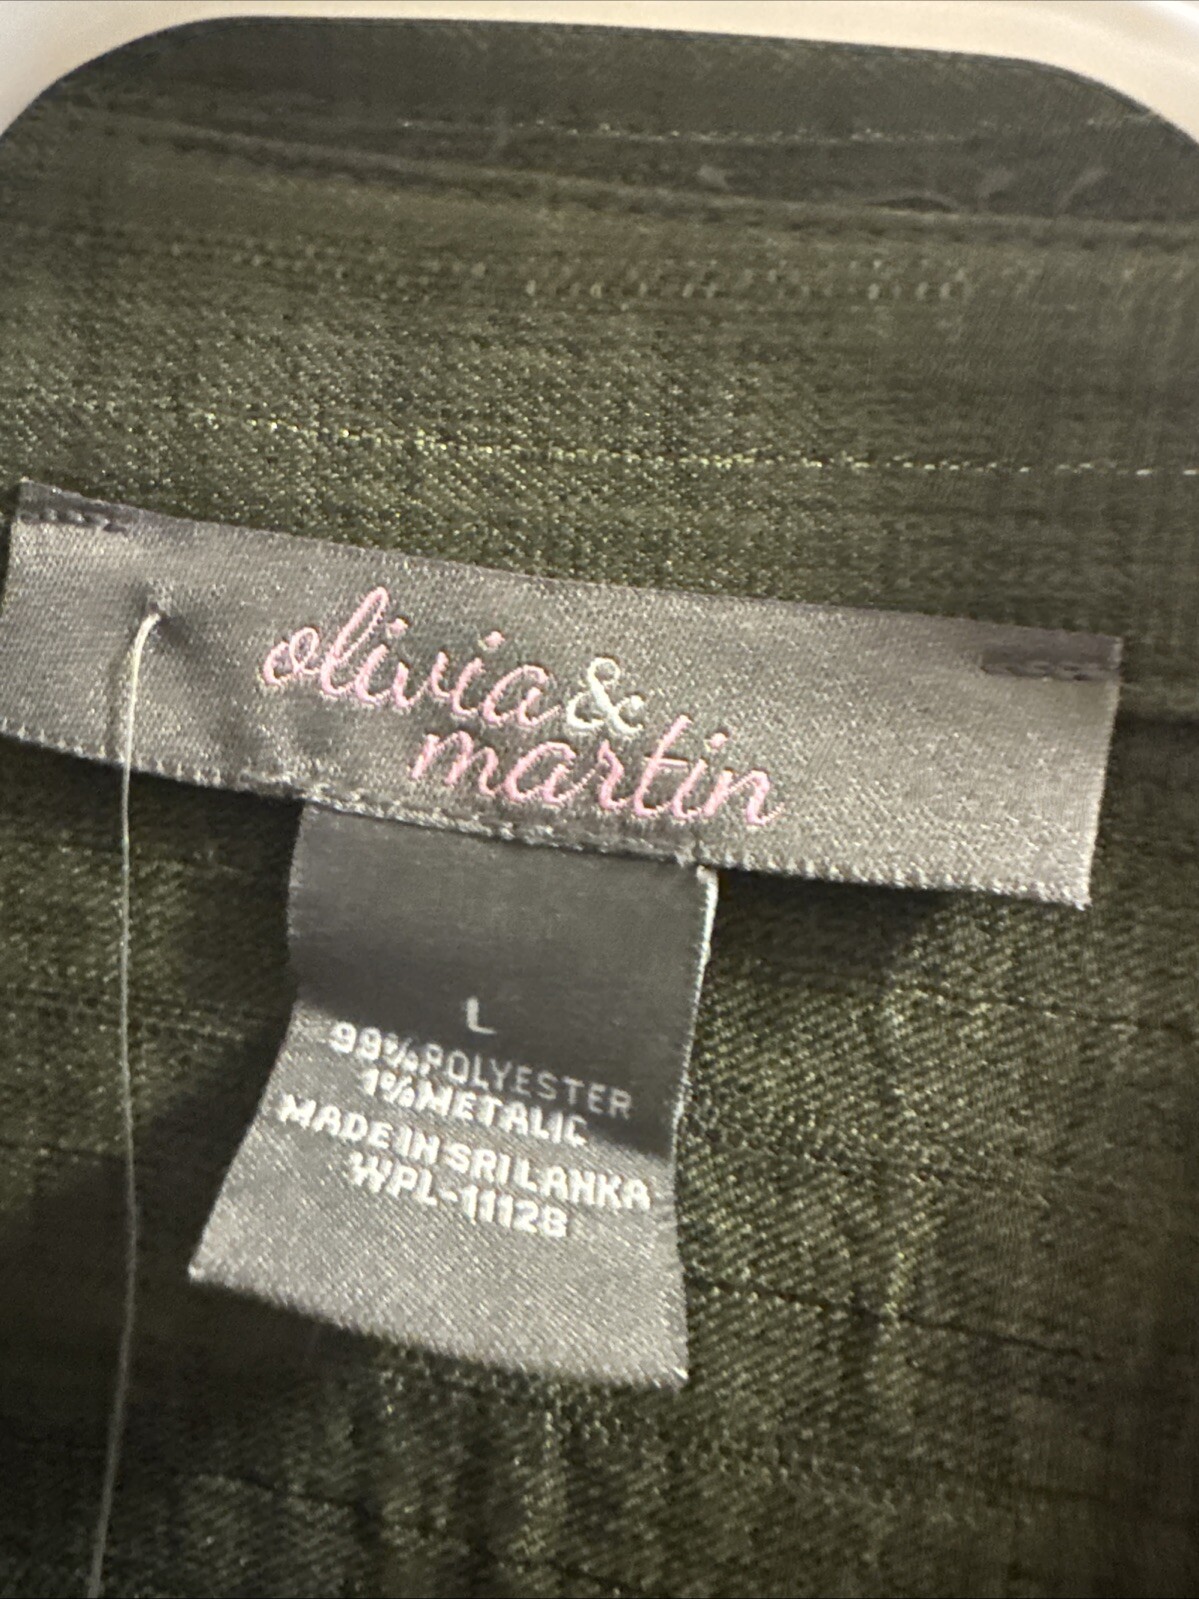 olivia &
martin
L
99% POLYESTER
1% METALIC
MADE IN SRI LANKA
WPL-11128